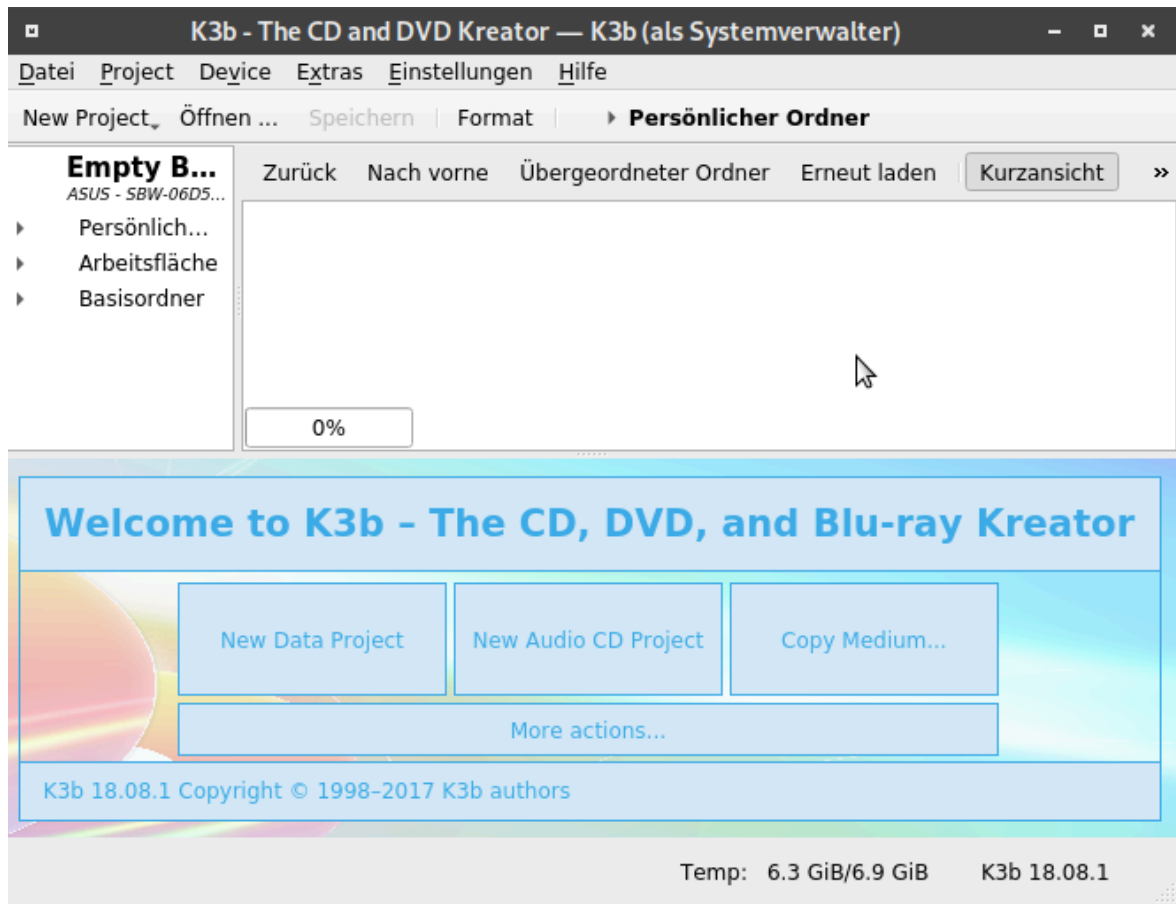 K3b - The CD and DVD Kreator — K3b (als Systemverwalter)
Datei Project Device Extras Einstellungen Hilfe
New Project Öffnen ... Speichern Format Persönlicher Ordner
Empty B...
ASUS - SBW-06D5...
Persönlich...
Arbeitsfläche
Basisordner
Zurück Nach vorne Übergeordneter Ordner Erneut laden Kurzansicht »
0%
Welcome to K3b – The CD, DVD, and Blu-ray Kreator
New Data Project New Audio CD Project Copy Medium...
More actions...
K3b 18.08.1 Copyright © 1998–2017 K3b authors
Temp: 6.3 GiB/6.9 GiB K3b 18.08.1